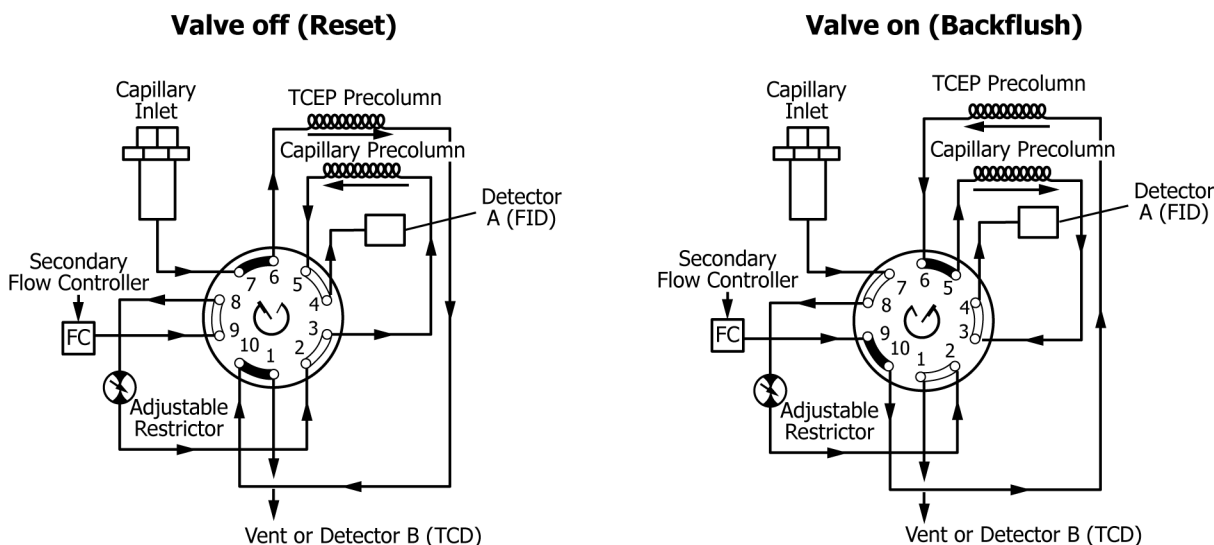 Valve off (Reset)
Capillary
Inlet
TCEP Precolumn
Capillary Precolumn
Detector
A (FID)
Secondary
Flow Controller
FC
7
6
5
8
4
9
3
10
1
2
Adjustable
Restrictor
Vent or Detector B (TCD)
Valve on (Backflush)
Capillary
Inlet
TCEP Precolumn
Capillary Precolumn
Detector
A (FID)
Secondary
Flow Controller
FC
6
7
5
8
4
9
3
10
1
2
Adjustable
Restrictor
Vent or Detector B (TCD)